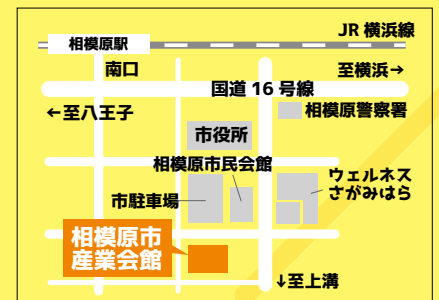 JR 横浜線
相模原駅
南口
至横浜→
国道 16 号線
←至八王子
相模原警察署
市役所
相模原市民会館
ウェルネス
さがみはら
市駐車場
相模原市
産業会館
↓至上溝